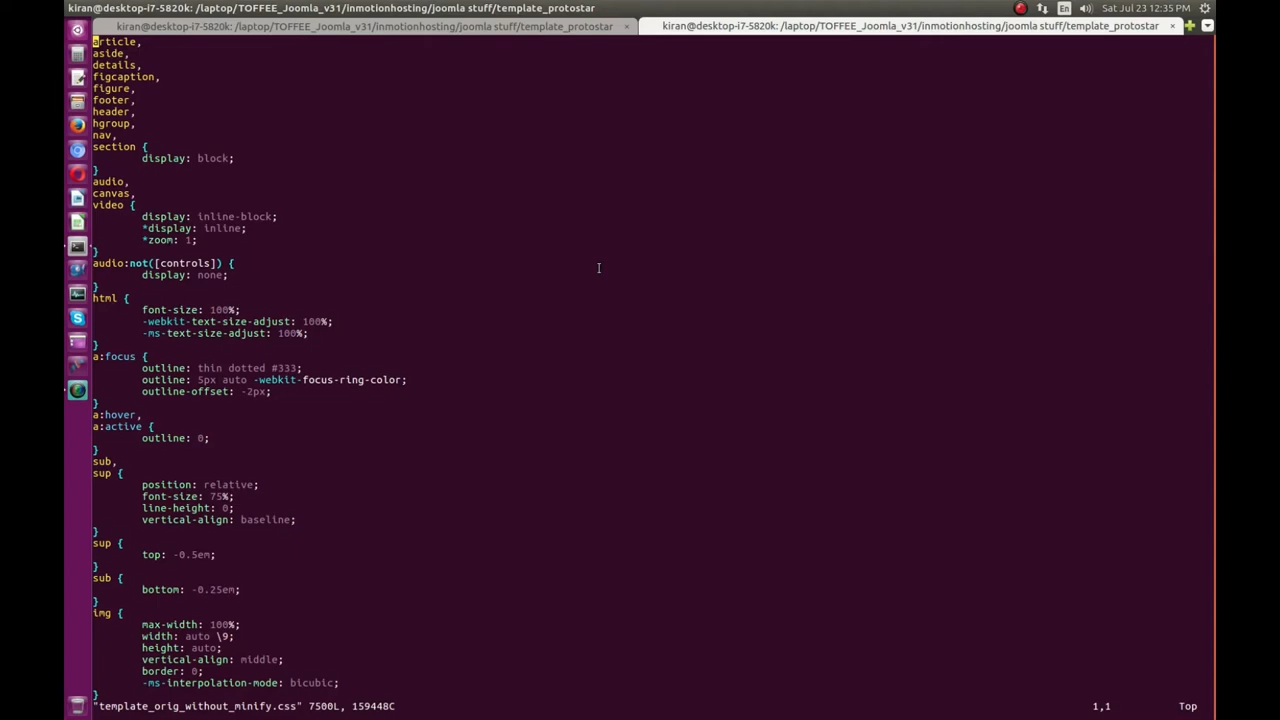 kiran@desktop-i7-5820k: /laptop/TOFFEE_Joomla_v31/inmotionhosting/joomla stuff/template_protostar
En
Sat Jul 23 12:35 PM
kiran@desktop-i7-5820k: /laptop/TOFFEE_Joomla_v31/inmotionhosting/joomla stuff/template_protostar ×
kiran@desktop-i7-5820k: /laptop/TOFFEE_Joomla_v31/inmotionhosting/joomla stuff/template_protostar ×
article,
aside,
details,
figcaption,
figure,
footer,
header,
hgroup,
nav,
section {
display: block;
}
audio,
canvas,
video {
display: inline-block;
*display: inline;
*zoom: 1;
}
audio:not([controls]) {
display: none;
}
html {
font-size: 100%;
-webkit-text-size-adjust: 100%;
-ms-text-size-adjust: 100%;
}
a:focus {
outline: thin dotted #333;
outline: 5px auto -webkit-focus-ring-color;
outline-offset: -2px;
}
a:hover,
a:active {
outline: 0;
}
sub,
sup {
position: relative;
font-size: 75%;
line-height: 0;
vertical-align: baseline;
}
sup {
top: -0.5em;
}
sub {
bottom: -0.25em;
}
img {
max-width: 100%;
width: auto \9;
height: auto;
vertical-align: middle;
border: 0;
-ms-interpolation-mode: bicubic;
}
"template_orig_without_minify.css" 7500L, 159448C 1,1 Top